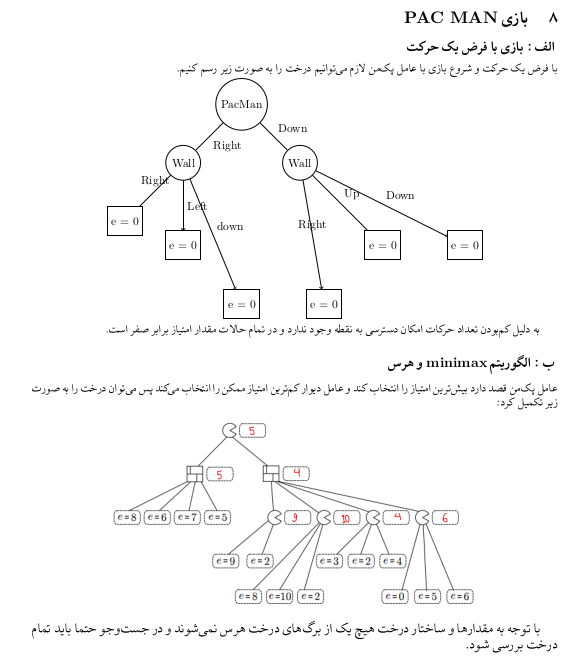 ۸ بازی PAC MAN
الف : بازی با فرض یک حرکت
با فرض یک حرکت و شروع بازی با عامل پک‌من لازم می‌توانیم درخت را به صورت زیر رسم کنیم.
PacMan
Right
Down
Wall
Wall
Right
Left
down
Right
Up
Down
e = 0
e = 0
e = 0
e = 0
e = 0
e = 0
به دلیل کم‌بودن تعداد حرکات امکان دسترسی به نقطه وجود ندارد و در تمام حالات مقدار امتیاز برابر صفر است.
ب : الگوریتم minimax و هرس
عامل پک‌من قصد دارد بیش‌ترین امتیاز را انتخاب کند و عامل دیوار کم‌ترین امتیاز ممکن را انتخاب می‌کند پس می‌توان درخت را به صورت
زیر تکمیل کرد:
5
5
4
e=8
e=6
e=7
e=5
9
10
4
6
e=9
e=2
e=3
e=2
e=4
e=8
e=10
e=2
e=0
e=5
e=6
با توجه به مقدارها و ساختار درخت هیچ یک از برگ‌های درخت هرس نمی‌شوند و در جست‌وجو حتما باید تمام
درخت بررسی شود.